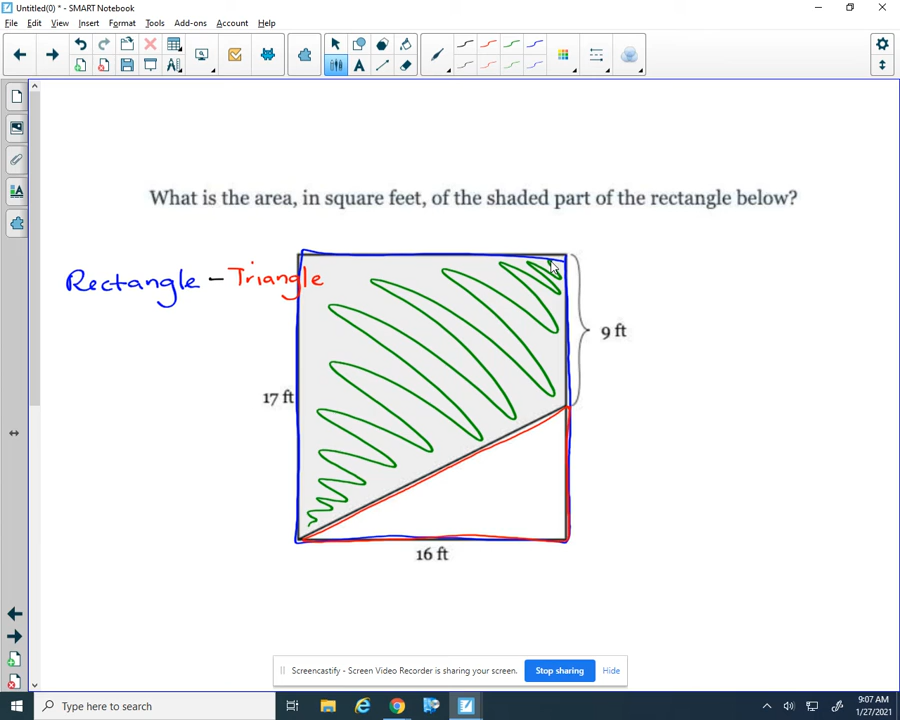 Untitled(0) * - SMART Notebook
File Edit View Insert Format Tools Add-ons Account Help
What is the area, in square feet, of the shaded part of the rectangle below?
Rectangle - Triangle
9 ft
17 ft
16 ft
Screencastify - Screen Video Recorder is sharing your screen. Stop sharing Hide
Type here to search
9:07 AM
1/27/2021